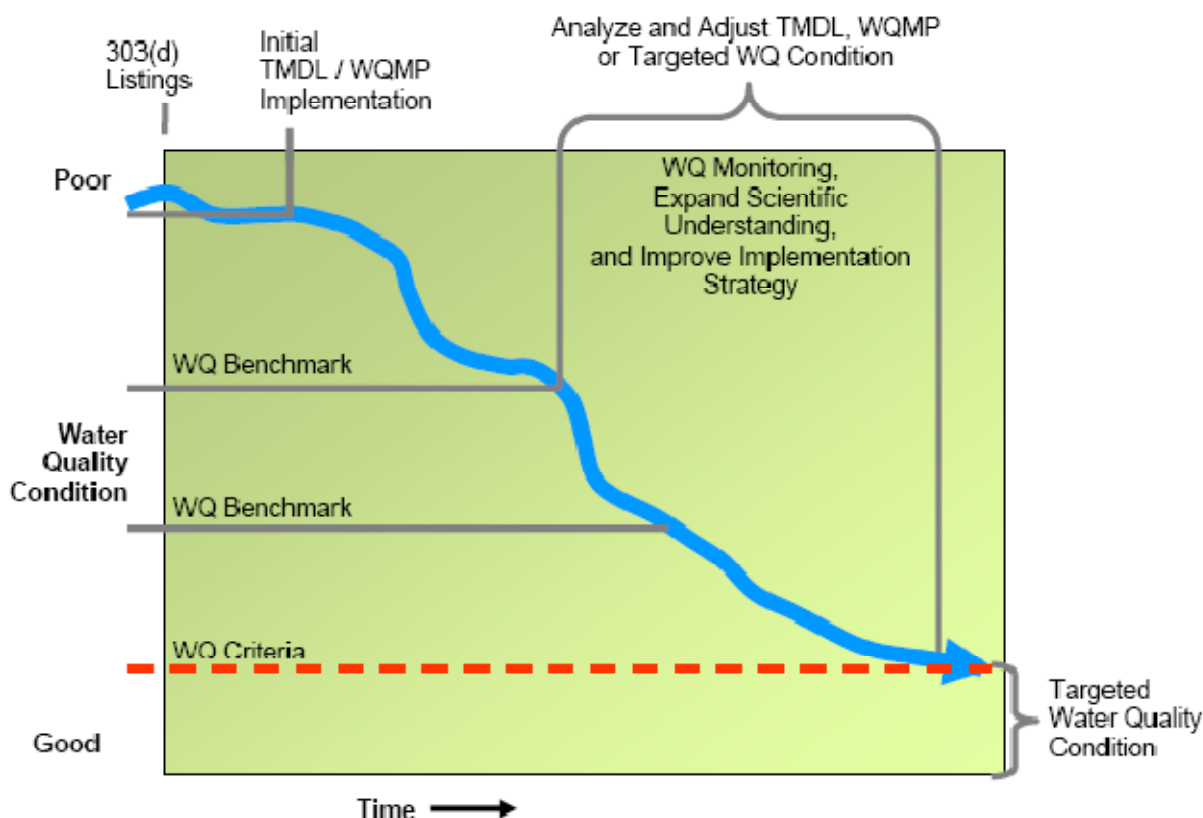 303(d)
Listings
Initial
TMDL / WQMP
Implementation
Analyze and Adjust TMDL, WQMP
or Targeted WQ Condition
Poor
WQ Monitoring,
Expand Scientific
Understanding,
and Improve Implementation
Strategy
WQ Benchmark
Water
Quality
Condition
WQ Benchmark
WQ Criteria
Good
Targeted
Water Quality
Condition
Time